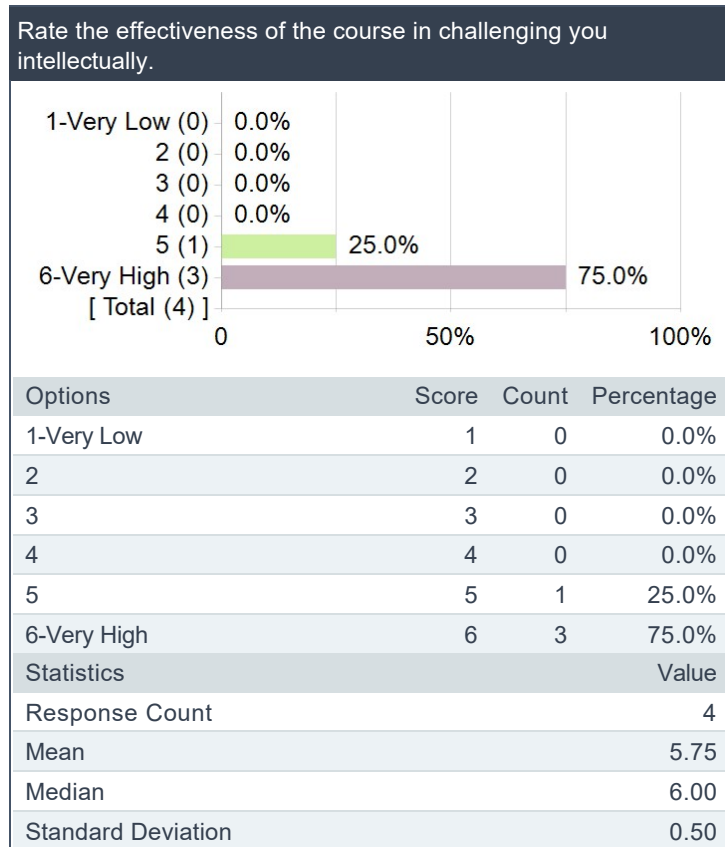 Rate the effectiveness of the course in challenging you
intellectually.
1-Very Low (0) 0.0%
2 (0) 0.0%
3 (0) 0.0%
4 (0) 0.0%
5 (1) 25.0%
6-Very High (3) 75.0%
[ Total (4) ]
0 50% 100%
Options Score Count Percentage
1-Very Low 1 0 0.0%
2 2 0 0.0%
3 3 0 0.0%
4 4 0 0.0%
5 5 1 25.0%
6-Very High 6 3 75.0%
Statistics Value
Response Count 4
Mean 5.75
Median 6.00
Standard Deviation 0.50